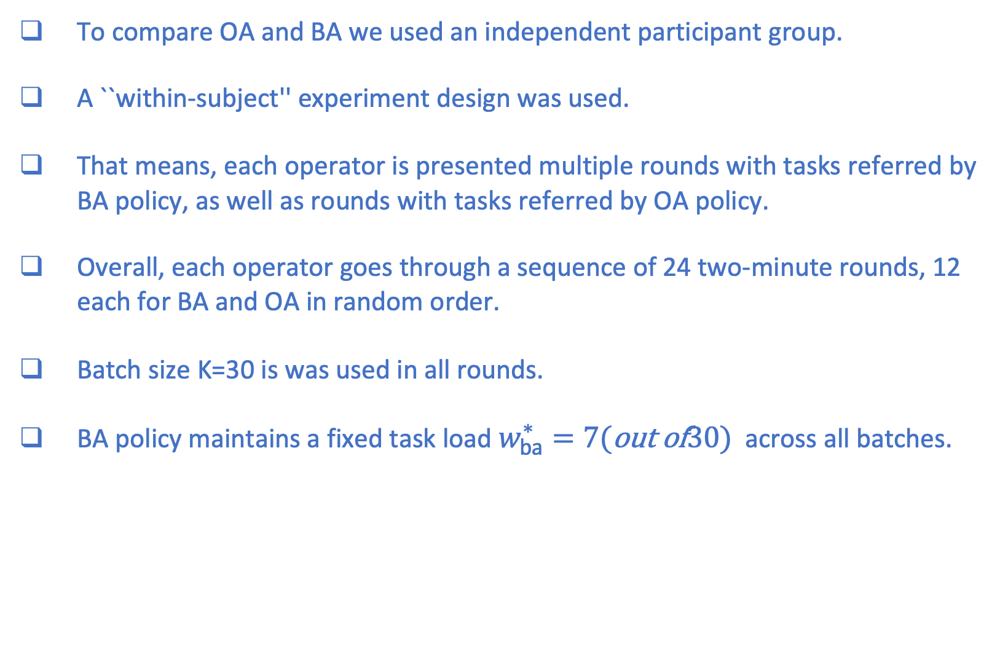 ❑ To compare OA and BA we used an independent participant group.
❑ A ``within-subject" experiment design was used.
❑ That means, each operator is presented multiple rounds with tasks referred by
BA policy, as well as rounds with tasks referred by OA policy.
❑ Overall, each operator goes through a sequence of 24 two-minute rounds, 12
each for BA and OA in random order.
❑ Batch size K=30 is was used in all rounds.
❑ BA policy maintains a fixed task load $w_{\text{ba}}^{*} = 7(out\ of30)$ across all batches.